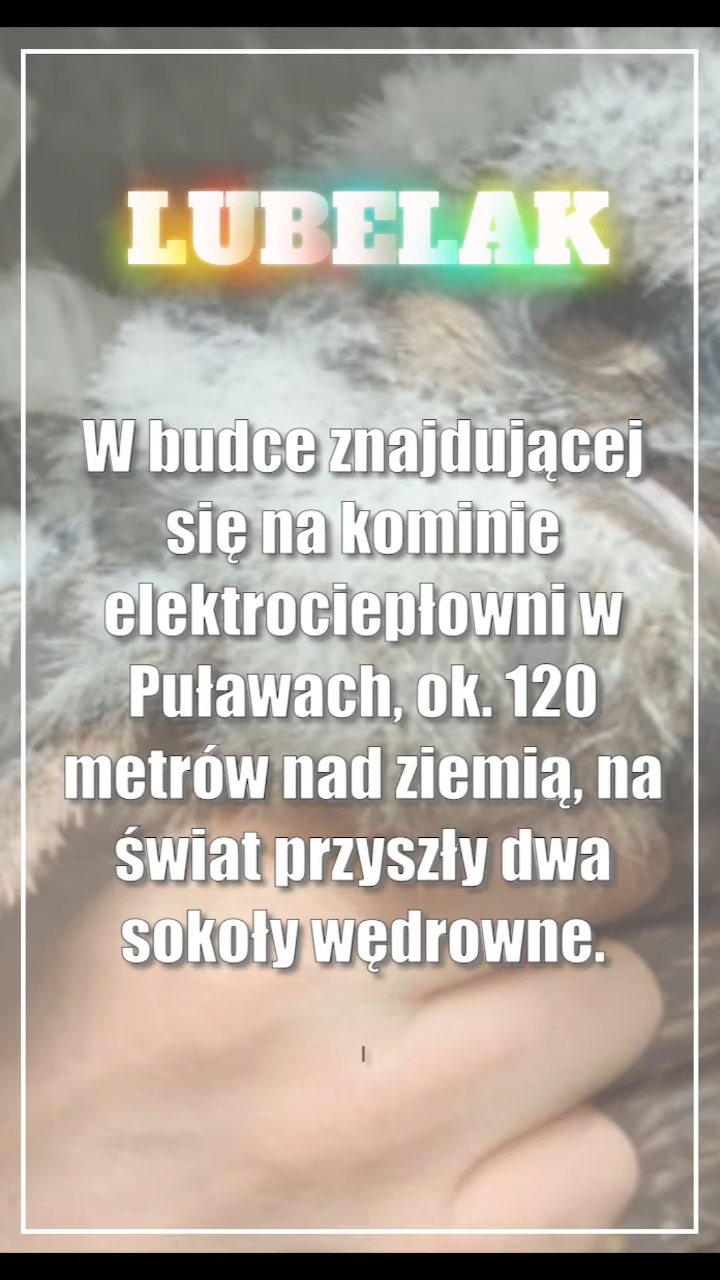 LUBELAK
W budce znajdującej
się na kominie
elektrociepłowni w
Puławach, ok. 120
metrów nad ziemią, na
świat przyszły dwa
sokoły wędrowne.